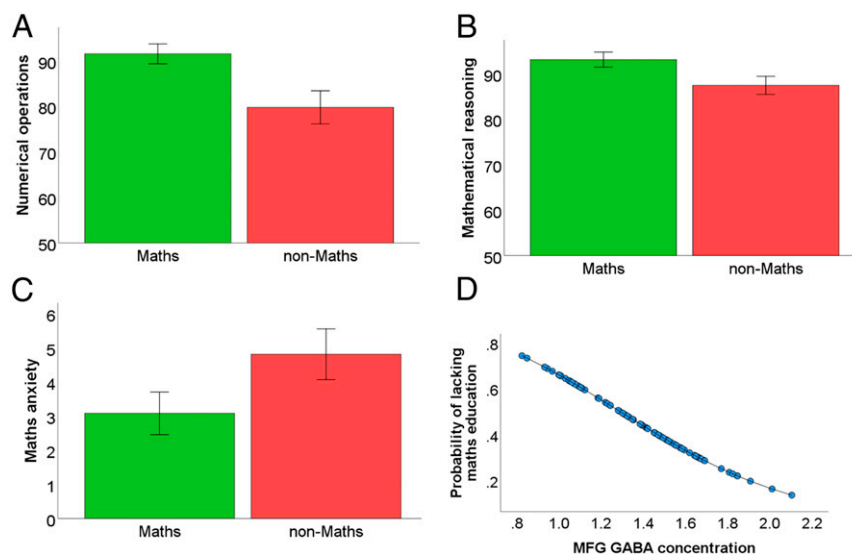 A
Numerical operations
90
80
70
60
50
Maths
non-Maths
B
Mathematical reasoning
90
80
70
60
50
Maths
non-Maths
C
Maths anxiety
6
5
4
3
2
1
0
Maths
non-Maths
D
Probability of lacking
maths education
.8
.6
.4
.2
.8 1.0 1.2 1.4 1.6 1.8 2.0 2.2
MFG GABA concentration